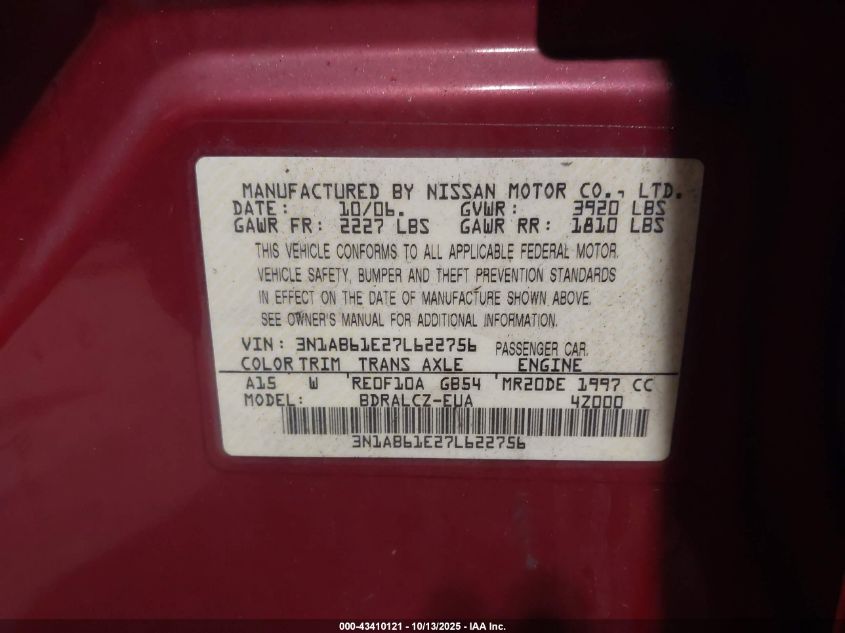 MANUFACTURED BY NISSAN MOTOR CO., LTD.
DATE: 10/06. GVWR: 3920 LBS
GAWR FR: 2227 LBS GAWR RR: 1810 LBS
THIS VEHICLE CONFORMS TO ALL APPLICABLE FEDERAL MOTOR
VEHICLE SAFETY, BUMPER AND THEFT PREVENTION STANDARDS
IN EFFECT ON THE DATE OF MANUFACTURE SHOWN ABOVE.
SEE OWNER'S MANUAL FOR ADDITIONAL INFORMATION.
VIN: 3N1AB61E27L622756 PASSENGER CAR
COLOR TRIM TRANS AXLE ENGINE
A15 W RE0F10A GB54 MR20DE 1997 CC
MODEL: BDRALCZ-EUA 4Z000
3N1AB61E27L622756
000-43410121 - 10/13/2025 - IAA Inc.